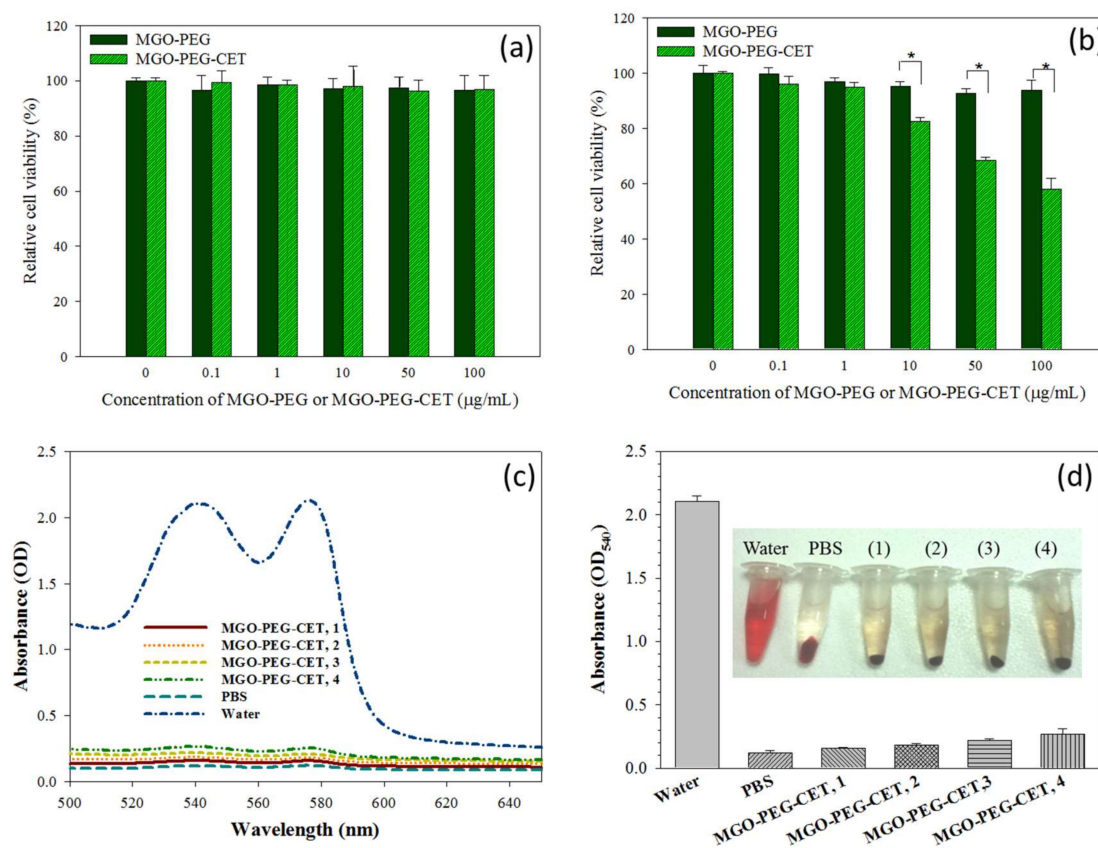 120
100
80
60
40
20
0
Relative cell viability (%)
MGO-PEG
MGO-PEG-CET
(a)
0 0.1 1 10 50 100
Concentration of MGO-PEG or MGO-PEG-CET (μg/mL)
120
100
80
60
40
20
0
Relative cell viability (%)
MGO-PEG
MGO-PEG-CET
(b)
* * *
0 0.1 1 10 50 100
Concentration of MGO-PEG or MGO-PEG-CET (μg/mL)
2.5
2.0
1.5
1.0
0.5
0.0
Absorbance (OD)
(c)
MGO-PEG-CET, 1
MGO-PEG-CET, 2
MGO-PEG-CET, 3
MGO-PEG-CET, 4
PBS
Water
500 520 540 560 580 600 620 640
Wavelength (nm)
2.5
2.0
1.5
1.0
0.5
0.0
Absorbance (OD540)
(d)
Water PBS (1) (2) (3) (4)
Water
PBS
MGO-PEG-CET, 1
MGO-PEG-CET, 2
MGO-PEG-CET,3
MGO-PEG-CET, 4